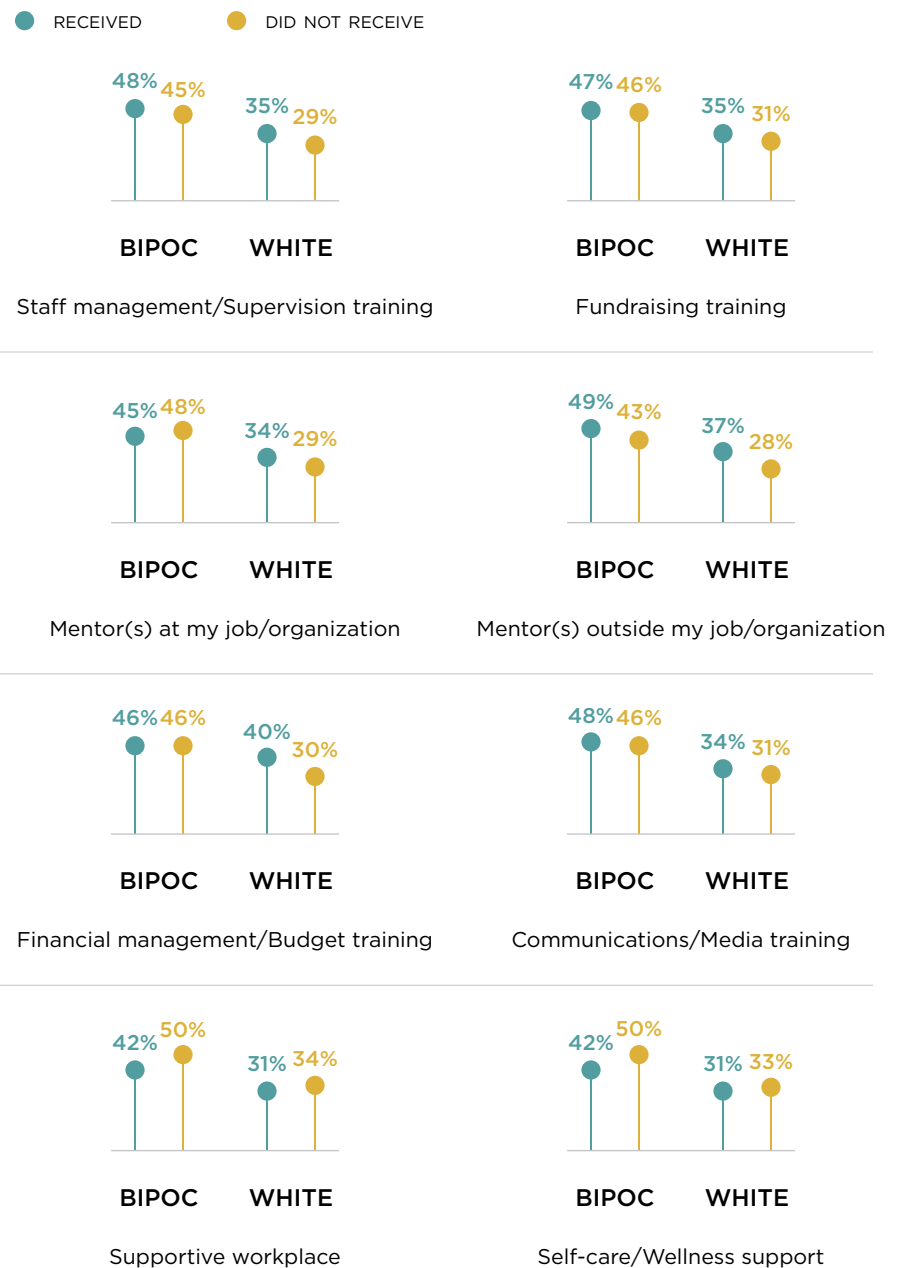 RECEIVED DID NOT RECEIVE
48% 45% 35% 29%
BIPOC WHITE
Staff management/Supervision training
47% 46% 35% 31%
BIPOC WHITE
Fundraising training
45% 48% 34% 29%
BIPOC WHITE
Mentor(s) at my job/organization
49% 43% 37% 28%
BIPOC WHITE
Mentor(s) outside my job/organization
46% 46% 40% 30%
BIPOC WHITE
Financial management/Budget training
48% 46% 34% 31%
BIPOC WHITE
Communications/Media training
42% 50% 31% 34%
BIPOC WHITE
Supportive workplace
42% 50% 31% 33%
BIPOC WHITE
Self-care/Wellness support